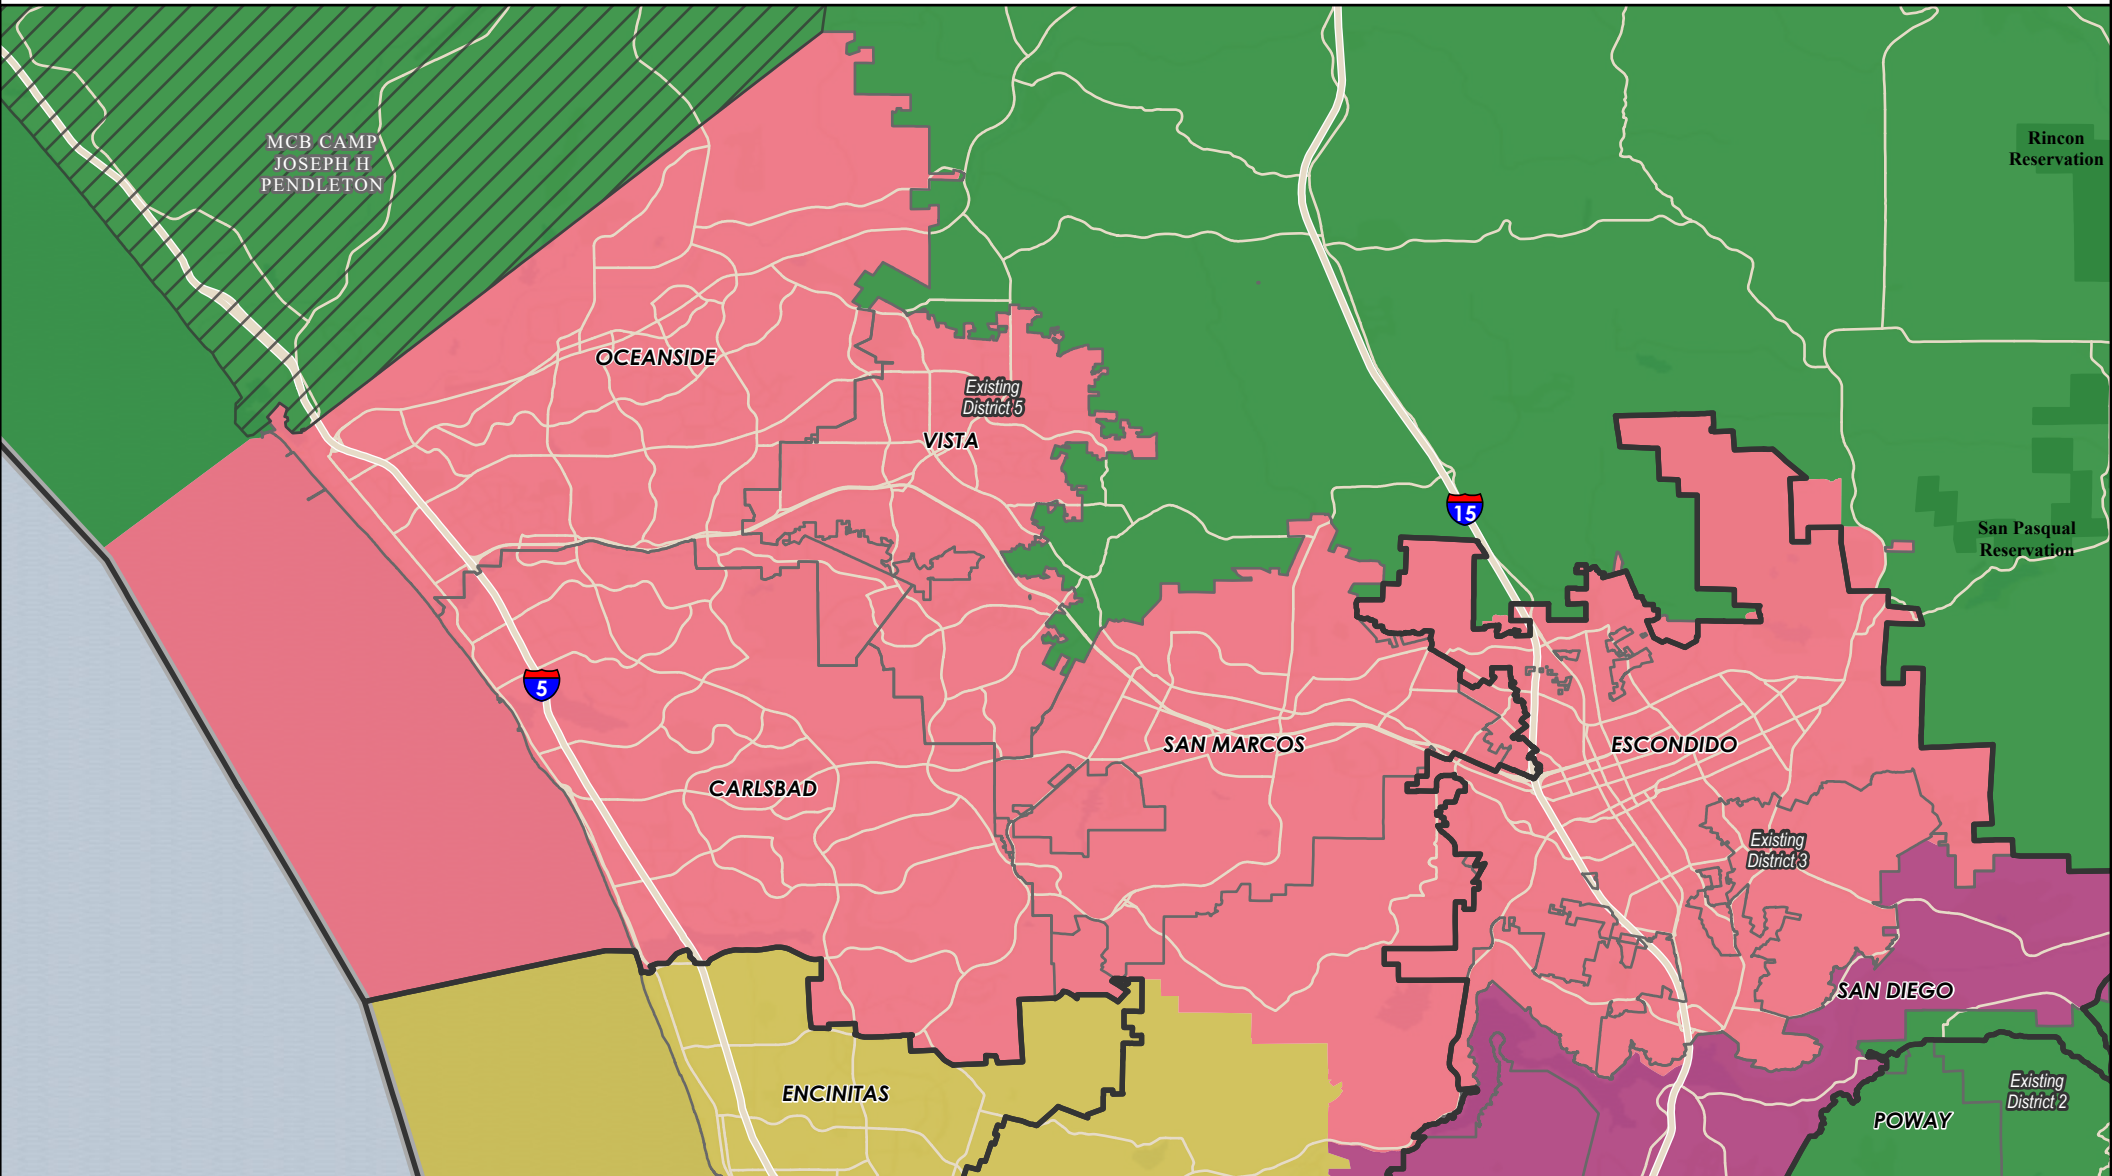 MCB CAMP
JOSEPH H
PENDLETON
Rincon
Reservation
OCEANSIDE
Existing
District 5
VISTA
15
San Pasqual
Reservation
5
SAN MARCOS
ESCONDIDO
CARLSBAD
Existing
District 3
SAN DIEGO
ENCINITAS
Existing
District 2
POWAY